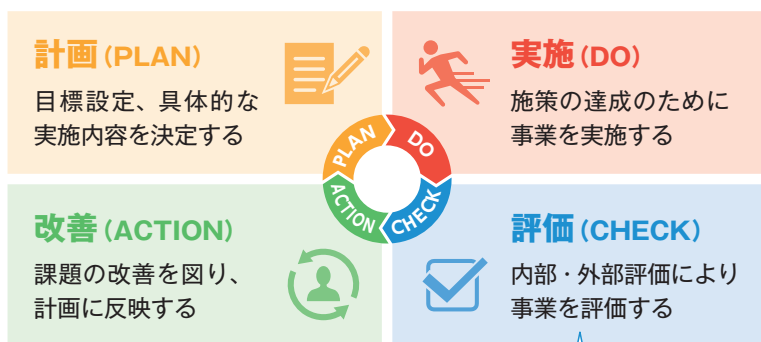 計画(PLAN)
目標設定、具体的な
実施内容を決定する
実施(DO)
施策の達成のために
事業を実施する
PLAN
DO
ACTION
CHECK
改善(ACTION)
課題の改善を図り、
計画に反映する
評価(CHECK)
内部・外部評価により
事業を評価する